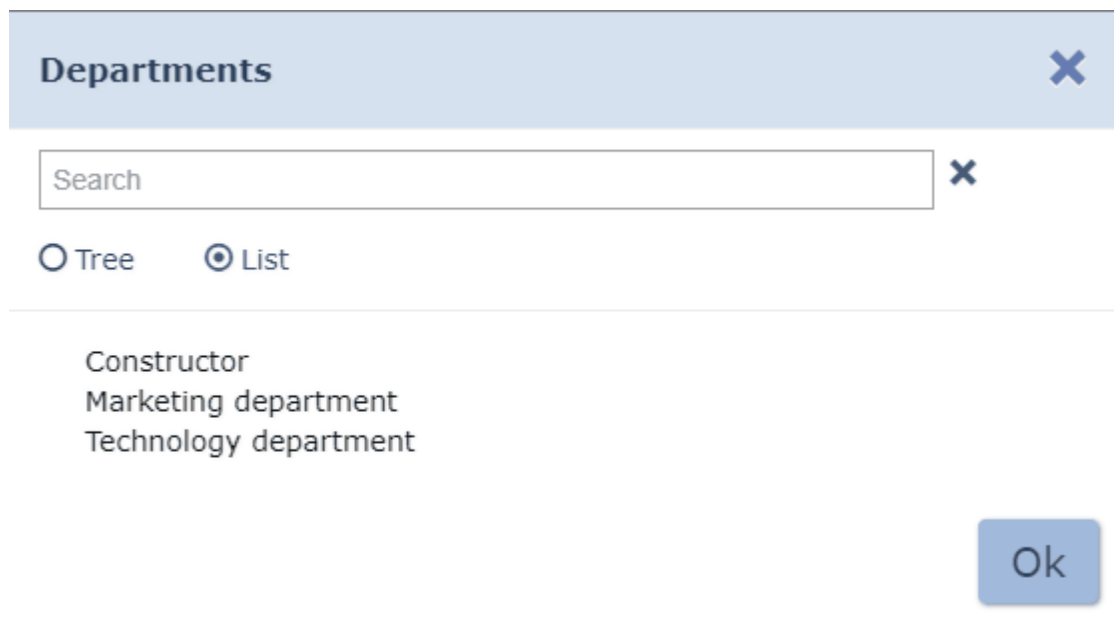 Departments
Search
Tree List
Constructor
Marketing department
Technology department
Ok